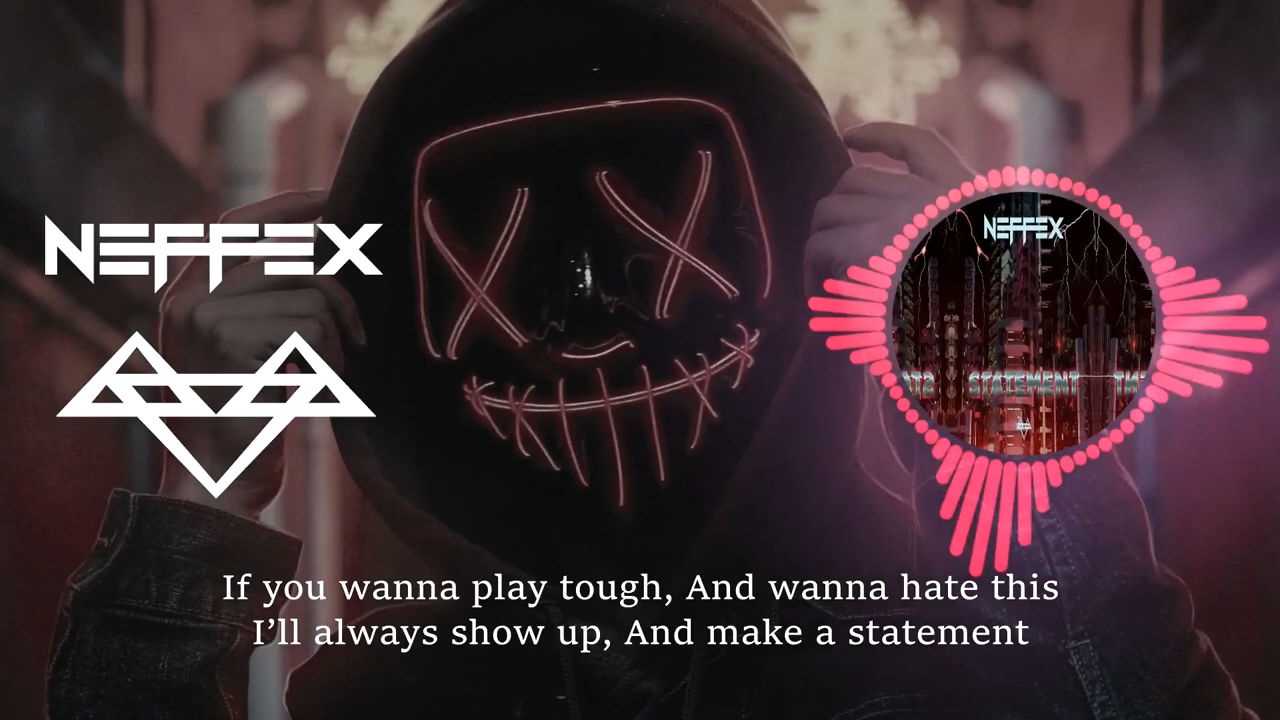 NEFFEX
NEFFEX
STATEMENT
If you wanna play tough, And wanna hate this
I’ll always show up, And make a statement